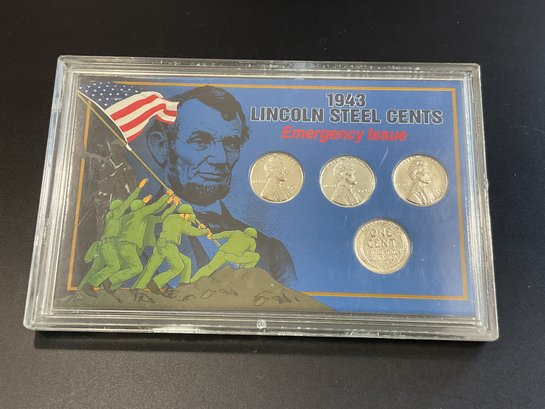 1943
LINCOLN STEEL CENTS
Emergency Issue
ONE
CENT